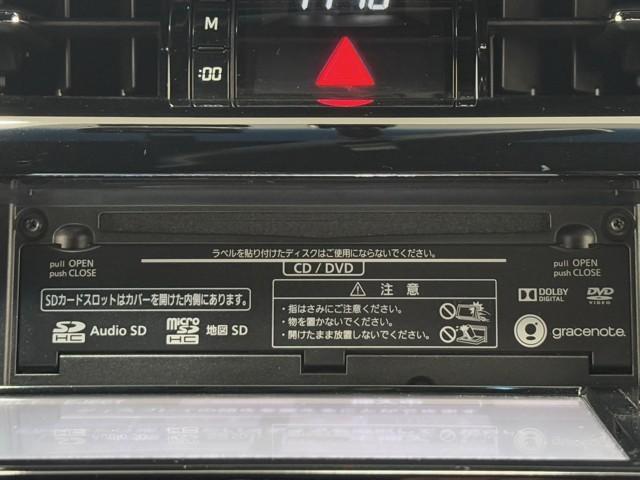 M
:00
ラベルを貼り付けたディスクはご使用にならないでください。
pull OPEN
push CLOSE
CD / DVD
pull OPEN
push CLOSE
SDカードスロットはカバーを開けた内側にあります。
注 意
・指はさみにご注意ください。
・物を置かないでください。
・開けたまま放置しないでください。
DOLBY
DIGITAL
DVD
VIDEO
SD
HC
Audio SD
micro
SD
HC
地図 SD
gracenote.